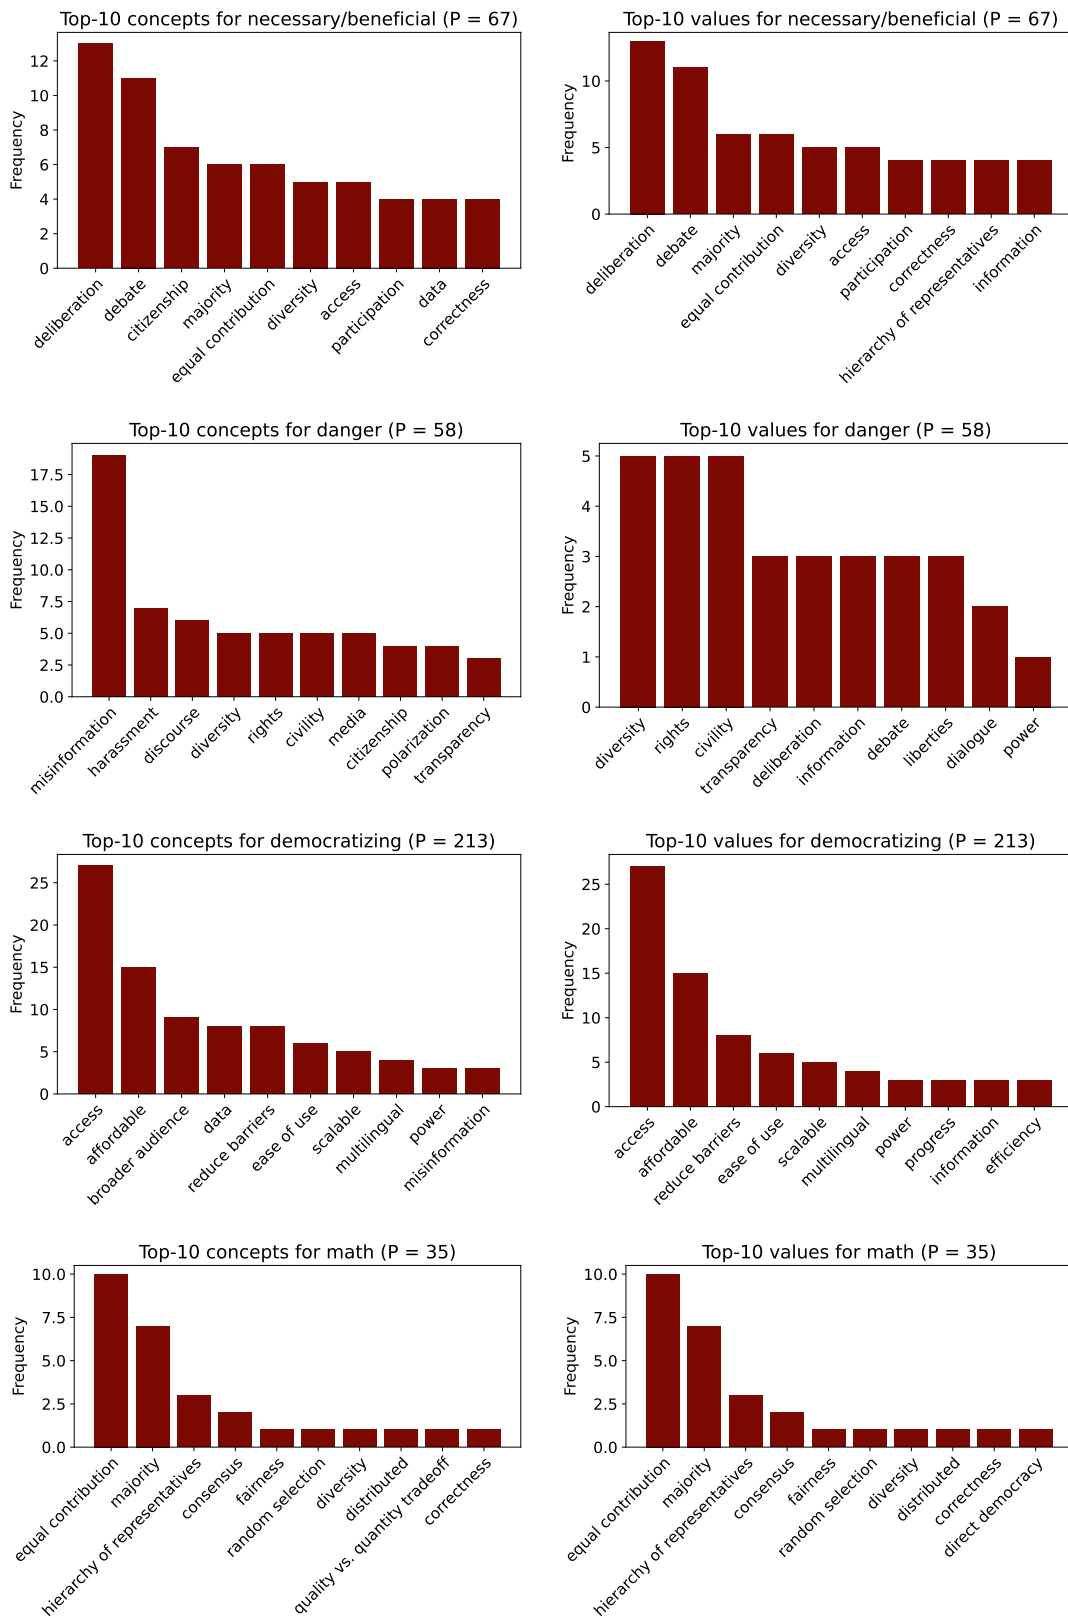 Top-10 concepts for necessary/beneficial (P = 67)
Frequency
12
10
8
6
4
2
0
deliberation
debate
citizenship
majority
equal contribution
diversity
access
participation
data
correctness
Top-10 values for necessary/beneficial (P = 67)
Frequency
10
5
0
deliberation
debate
majority
equal contribution
diversity
access
participation
correctness
hierarchy of representatives
information
Top-10 concepts for danger (P = 58)
Frequency
17.5
15.0
12.5
10.0
7.5
5.0
2.5
0.0
misinformation
harassment
discourse
diversity
rights
civility
media
citizenship
polarization
transparency
Top-10 values for danger (P = 58)
Frequency
5
4
3
2
1
0
diversity
rights
civility
transparency
deliberation
information
debate
liberties
dialogue
power
Top-10 concepts for democratizing (P = 213)
Frequency
25
20
15
10
5
0
access
affordable
broader audience
data
reduce barriers
ease of use
scalable
multilingual
power
misinformation
Top-10 values for democratizing (P = 213)
Frequency
25
20
15
10
5
0
access
affordable
reduce barriers
ease of use
scalable
multilingual
power
progress
information
efficiency
Top-10 concepts for math (P = 35)
Frequency
10.0
7.5
5.0
2.5
0.0
equal contribution
majority
hierarchy of representatives
consensus
fairness
random selection
diversity
distributed
quality vs. quantity tradeoff
correctness
Top-10 values for math (P = 35)
Frequency
10.0
7.5
5.0
2.5
0.0
equal contribution
majority
hierarchy of representatives
consensus
fairness
random selection
diversity
distributed
correctness
direct democracy